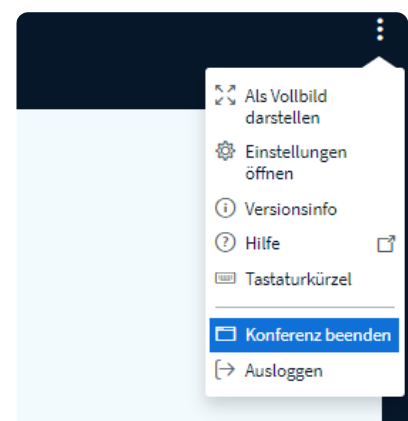 Als Vollbild
darstellen
Einstellungen
öffnen
Versionsinfo
Hilfe
Tastaturkürzel
Konferenz beenden
Ausloggen